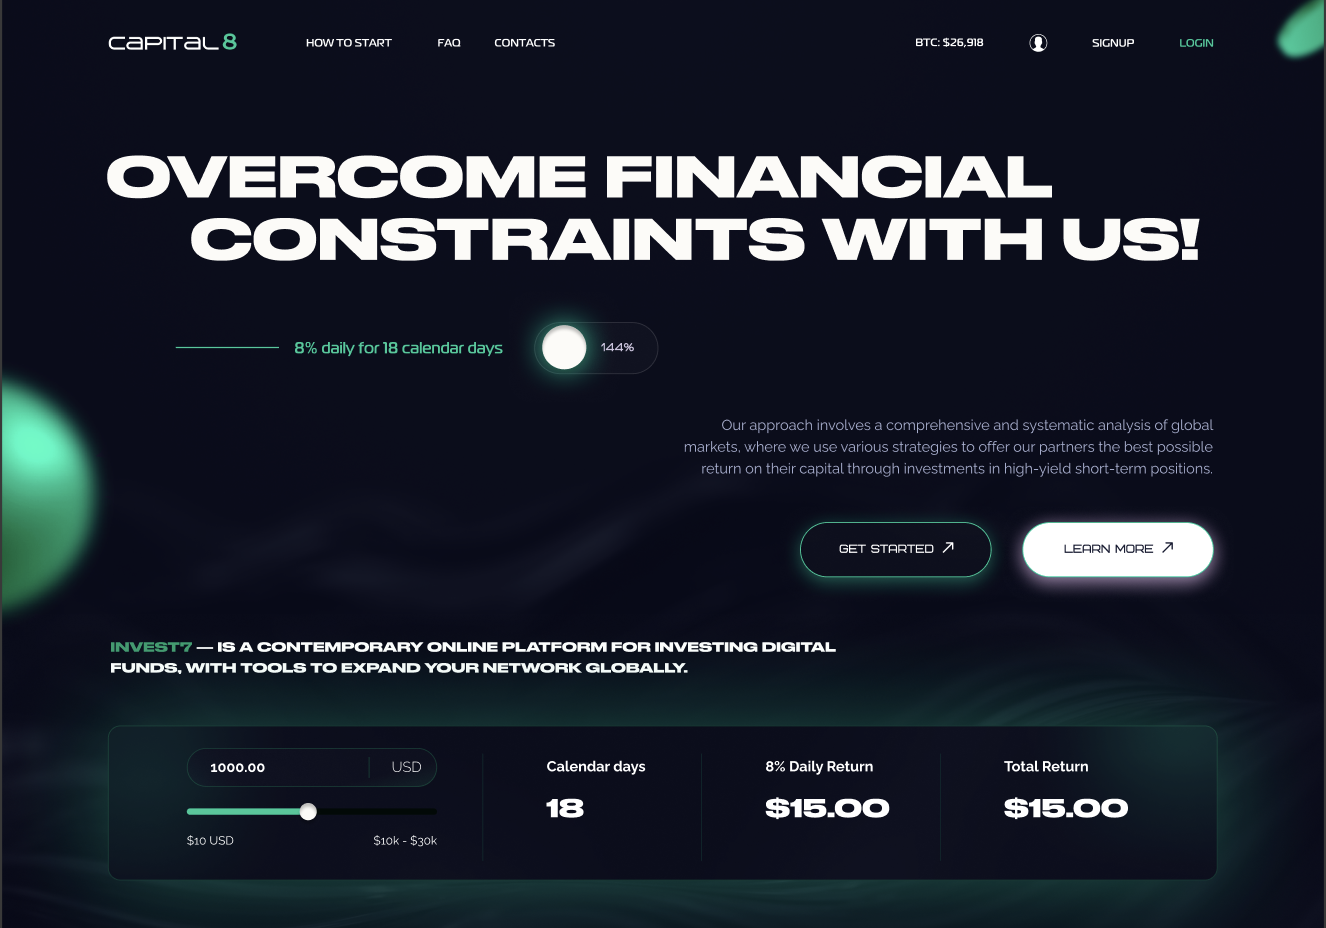 CAPITAL 8
HOW TO START FAQ CONTACTS BTC: $26,918 SIGNUP LOGIN
OVERCOME FINANCIAL
CONSTRAINTS WITH US!
8% daily for 18 calendar days 144%
Our approach involves a comprehensive and systematic analysis of global
markets, where we use various strategies to offer our partners the best possible
return on their capital through investments in high-yield short-term positions.
GET STARTED LEARN MORE
INVEST7 — IS A CONTEMPORARY ONLINE PLATFORM FOR INVESTING DIGITAL
FUNDS, WITH TOOLS TO EXPAND YOUR NETWORK GLOBALLY.
1000.00 USD
$10 USD $10k - $30k
Calendar days
18
8% Daily Return
$15.00
Total Return
$15.00